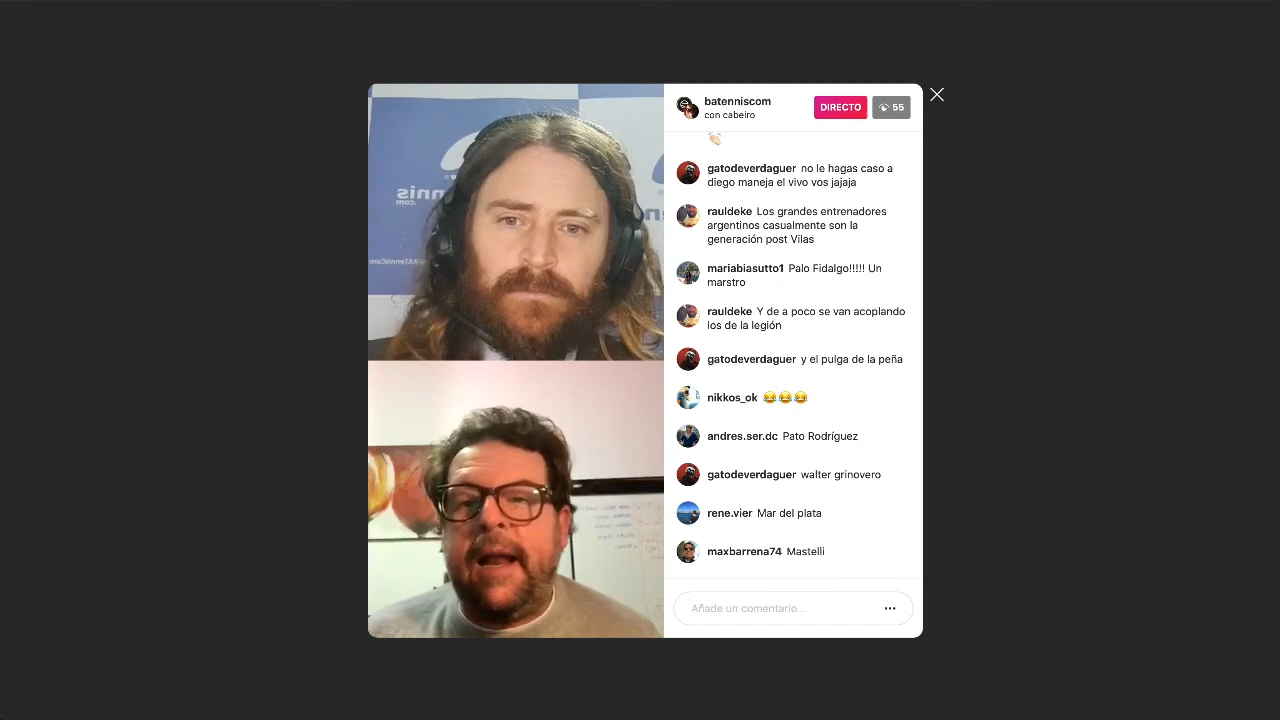 batenniscom
con cabeiro
DIRECTO
55
gatodeverdaguer no le hagas caso a
diego maneja el vivo vos jajaja
rauldeke Los grandes entrenadores
argentinos casualmente son la
generación post Vilas
mariabiasutto1 Palo Fidalgo!!!!! Un
marstro
rauldeke Y de a poco se van acoplando
los de la legión
gatodeverdaguer y el pulga de la peña
nikkos_ok 😂😂😂
andres.ser.dc Pato Rodríguez
gatodeverdaguer walter grinovero
rene.vier Mar del plata
maxbarrena74 Mastelli
Añade un comentario...